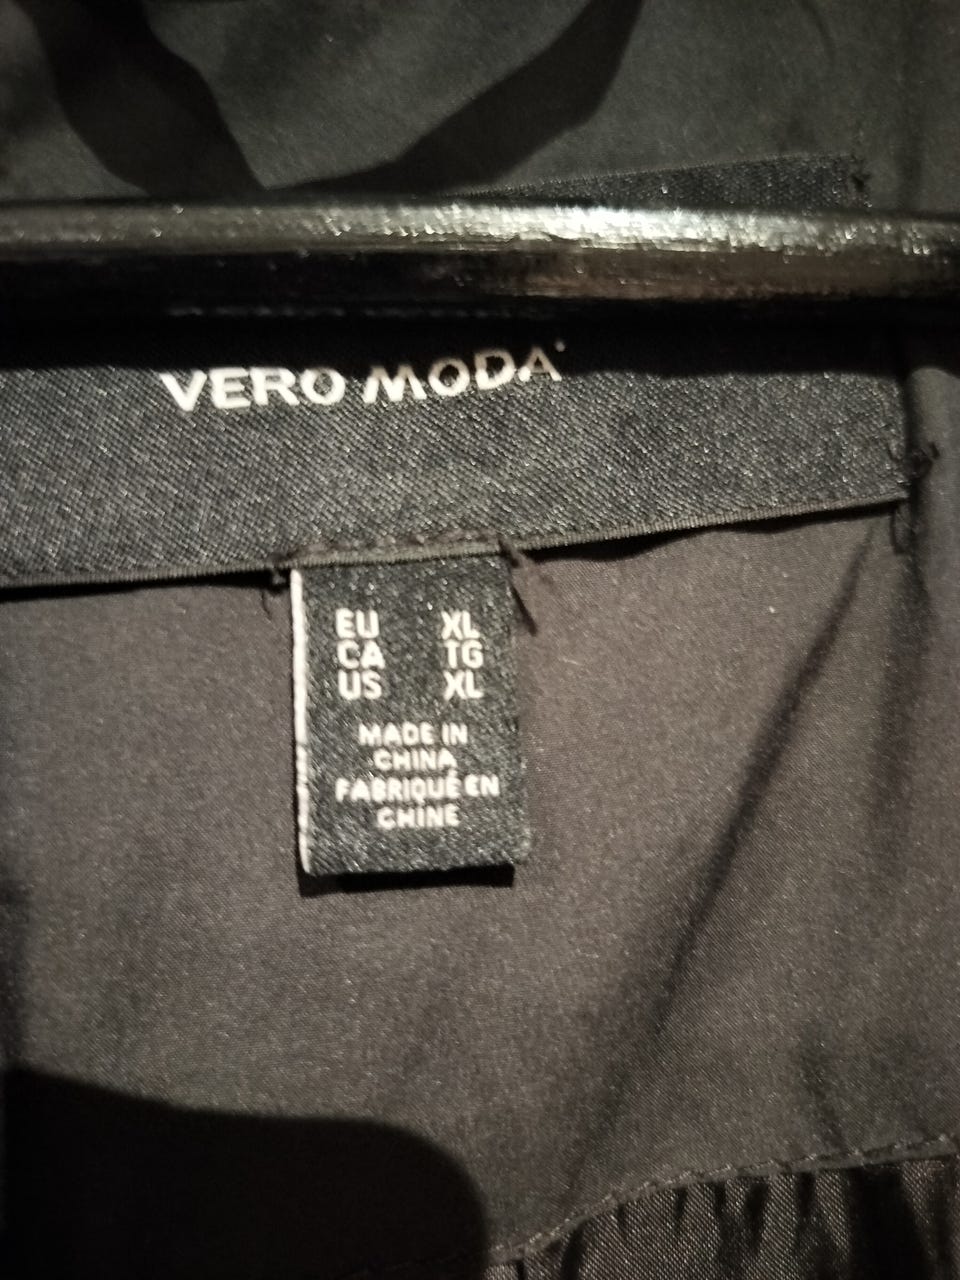 VERO MODA
EU XL
CA TG
US XL
MADE IN
CHINA
FABRIQUÉ EN
CHINE